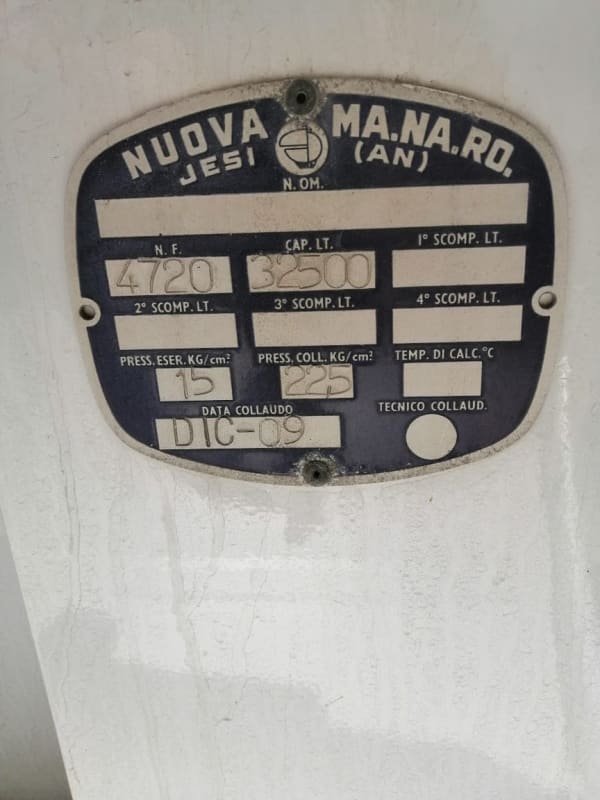 NUOVA MA.NA.RO.
JESI (AN)
N. OM.
N. F. CAP. LT. 1° SCOMP. LT.
4720 32500
2° SCOMP. LT. 3° SCOMP. LT. 4° SCOMP. LT.
PRESS. ESER. KG/cm² PRESS. COLL. KG/cm² TEMP. DI CALC. °C
15 225
DATA COLLAUDO TECNICO COLLAUD.
DIC-09